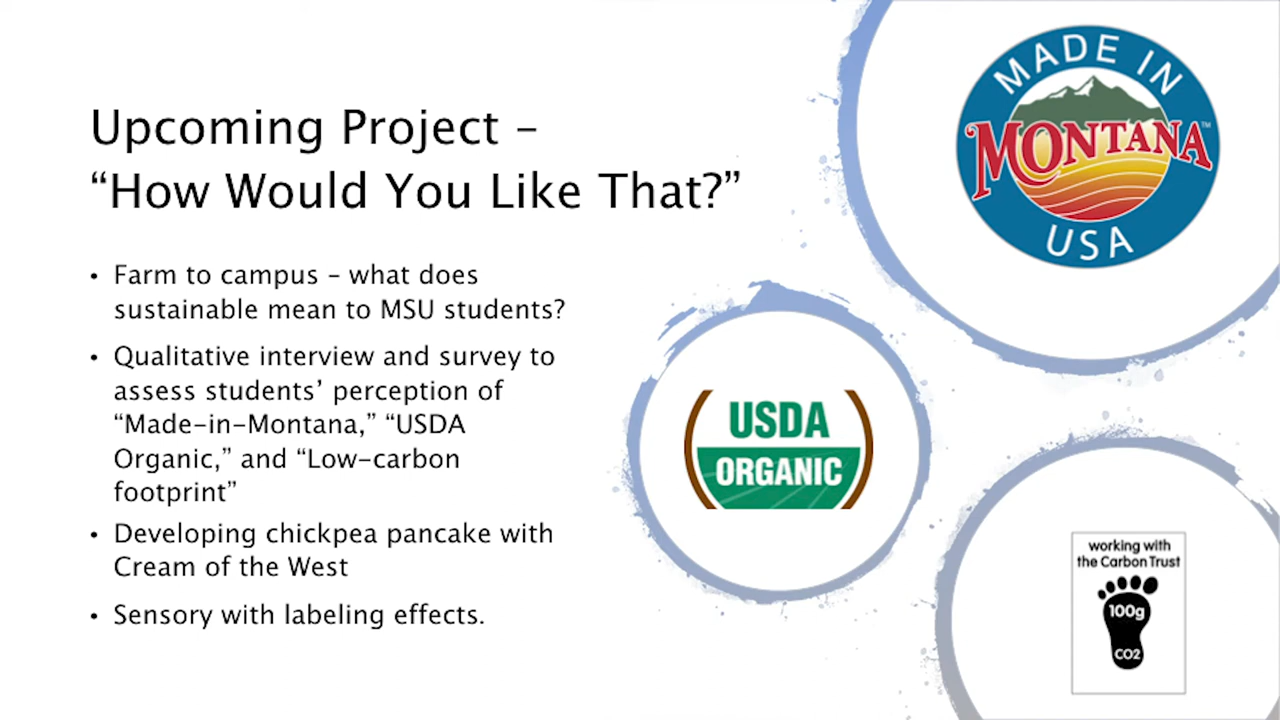 Upcoming Project –
“How Would You Like That?”
• Farm to campus – what does
sustainable mean to MSU students?
• Qualitative interview and survey to
assess students’ perception of
“Made-in-Montana,” “USDA
Organic,” and “Low-carbon
footprint”
• Developing chickpea pancake with
Cream of the West
• Sensory with labeling effects.
MADE IN
MONTANA™
USA
USDA
ORGANIC
working with
the Carbon Trust
100g
CO2